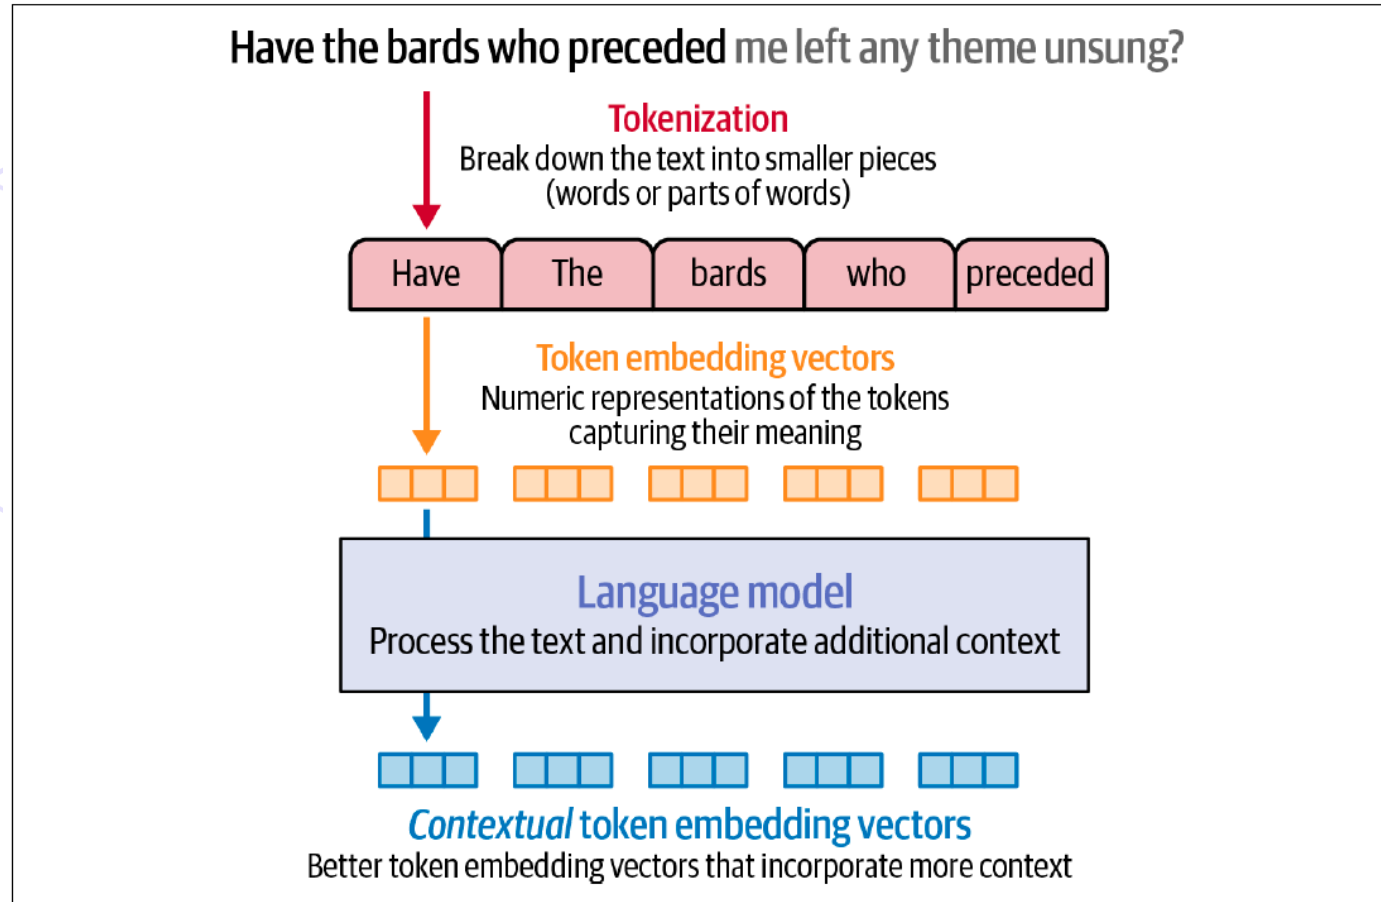 Have the bards who preceded me left any theme unsung?
Tokenization
Break down the text into smaller pieces
(words or parts of words)
Have The bards who preceded
Token embedding vectors
Numeric representations of the tokens
capturing their meaning
Language model
Process the text and incorporate additional context
Contextual token embedding vectors
Better token embedding vectors that incorporate more context